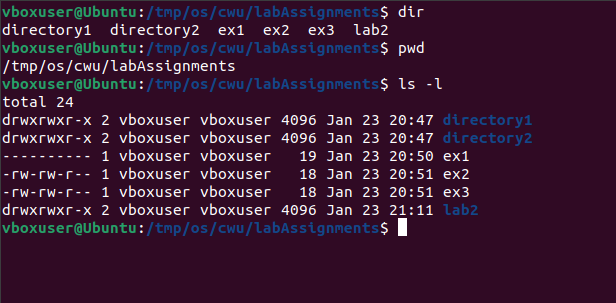 vboxuser@Ubuntu:/tmp/os/cwu/labAssignments$ dir
directory1  directory2  ex1  ex2  ex3  lab2
vboxuser@Ubuntu:/tmp/os/cwu/labAssignments$ pwd
/tmp/os/cwu/labAssignments
vboxuser@Ubuntu:/tmp/os/cwu/labAssignments$ ls -l
total 24
drwxrwxr-x 2 vboxuser vboxuser 4096 Jan 23 20:47 directory1
drwxrwxr-x 2 vboxuser vboxuser 4096 Jan 23 20:47 directory2
---------- 1 vboxuser vboxuser   19 Jan 23 20:50 ex1
-rw-rw-r-- 1 vboxuser vboxuser   18 Jan 23 20:51 ex2
-rw-rw-r-- 1 vboxuser vboxuser   18 Jan 23 20:51 ex3
drwxrwxr-x 2 vboxuser vboxuser 4096 Jan 23 21:11 lab2
vboxuser@Ubuntu:/tmp/os/cwu/labAssignments$